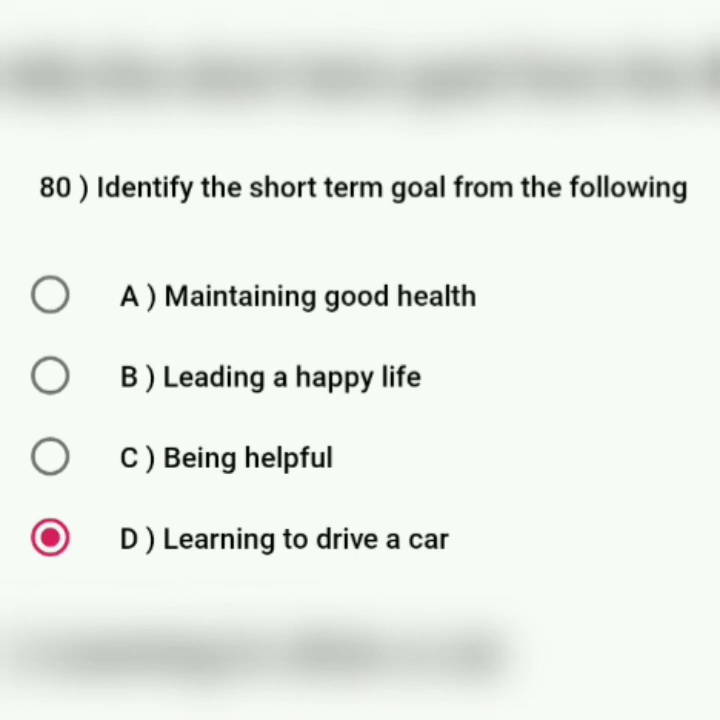 80 ) Identify the short term goal from the following
A ) Maintaining good health
B ) Leading a happy life
C ) Being helpful
D ) Learning to drive a car